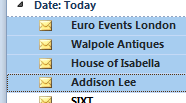 Date: Today
Euro Events London
Walpole Antiques
House of Isabella
Addison Lee
SIXT